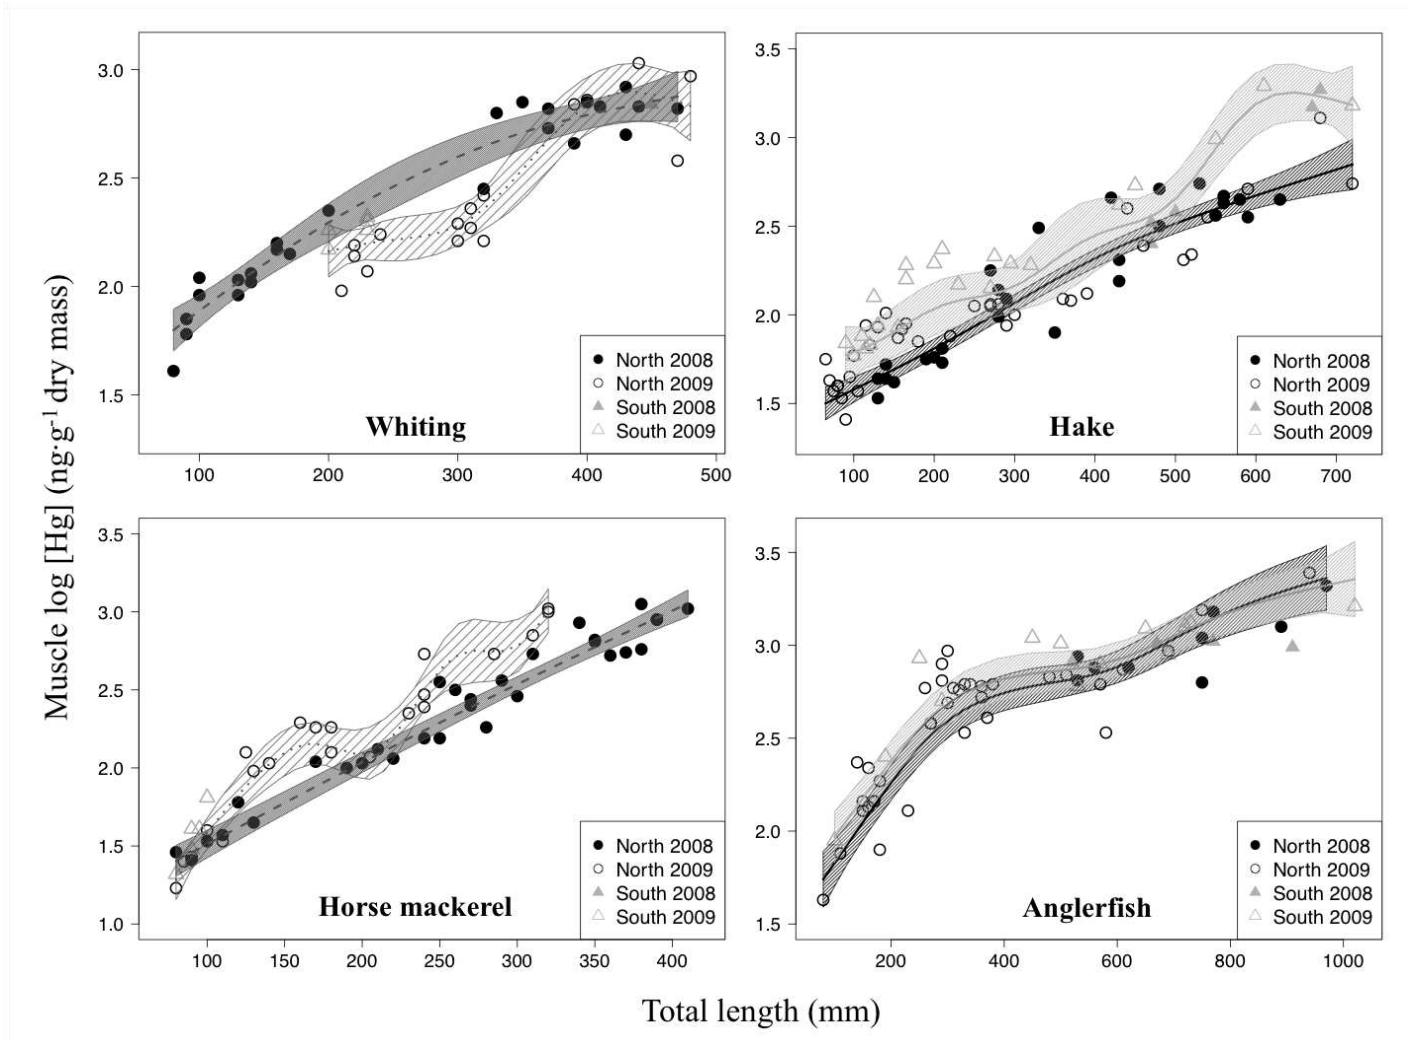 Muscle log [Hg] (ng·g⁻¹ dry mass)
3.0
2.5
2.0
1.5
100 200 300 400 500
Whiting
North 2008
North 2009
South 2008
South 2009
3.5
3.0
2.5
2.0
1.5
100 200 300 400 500 600 700
Hake
North 2008
North 2009
South 2008
South 2009
3.5
3.0
2.5
2.0
1.5
1.0
100 150 200 250 300 350 400
Horse mackerel
North 2008
North 2009
South 2008
South 2009
3.5
3.0
2.5
2.0
1.5
200 400 600 800 1000
Anglerfish
North 2008
North 2009
South 2008
South 2009
Total length (mm)